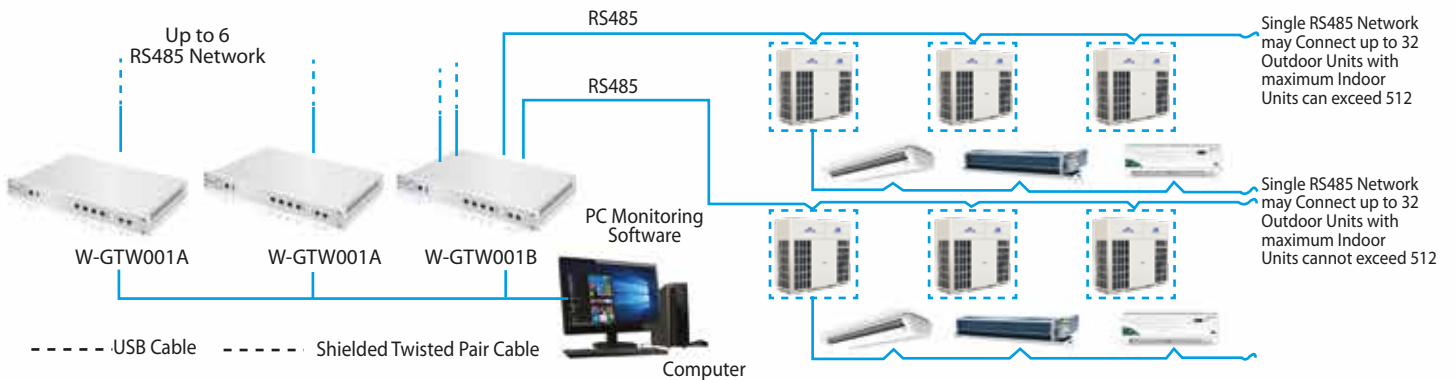 Up to 6
RS485 Network
RS485
Single RS485 Network
may Connect up to 32
Outdoor Units with
maximum Indoor
Units can exceed 512
RS485
W-GTW001A
W-GTW001A
W-GTW001B
PC Monitoring
Software
Single RS485 Network
may Connect up to 32
Outdoor Units with
maximum Indoor
Units cannot exceed 512
USB Cable
Shielded Twisted Pair Cable
Computer